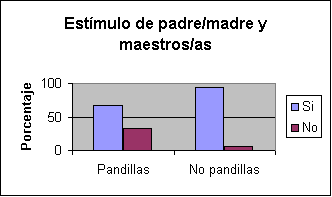 Estímulo de padre/madre y
maestros/as
Porcentaje
100
50
0
Pandillas
No pandillas
Si
No